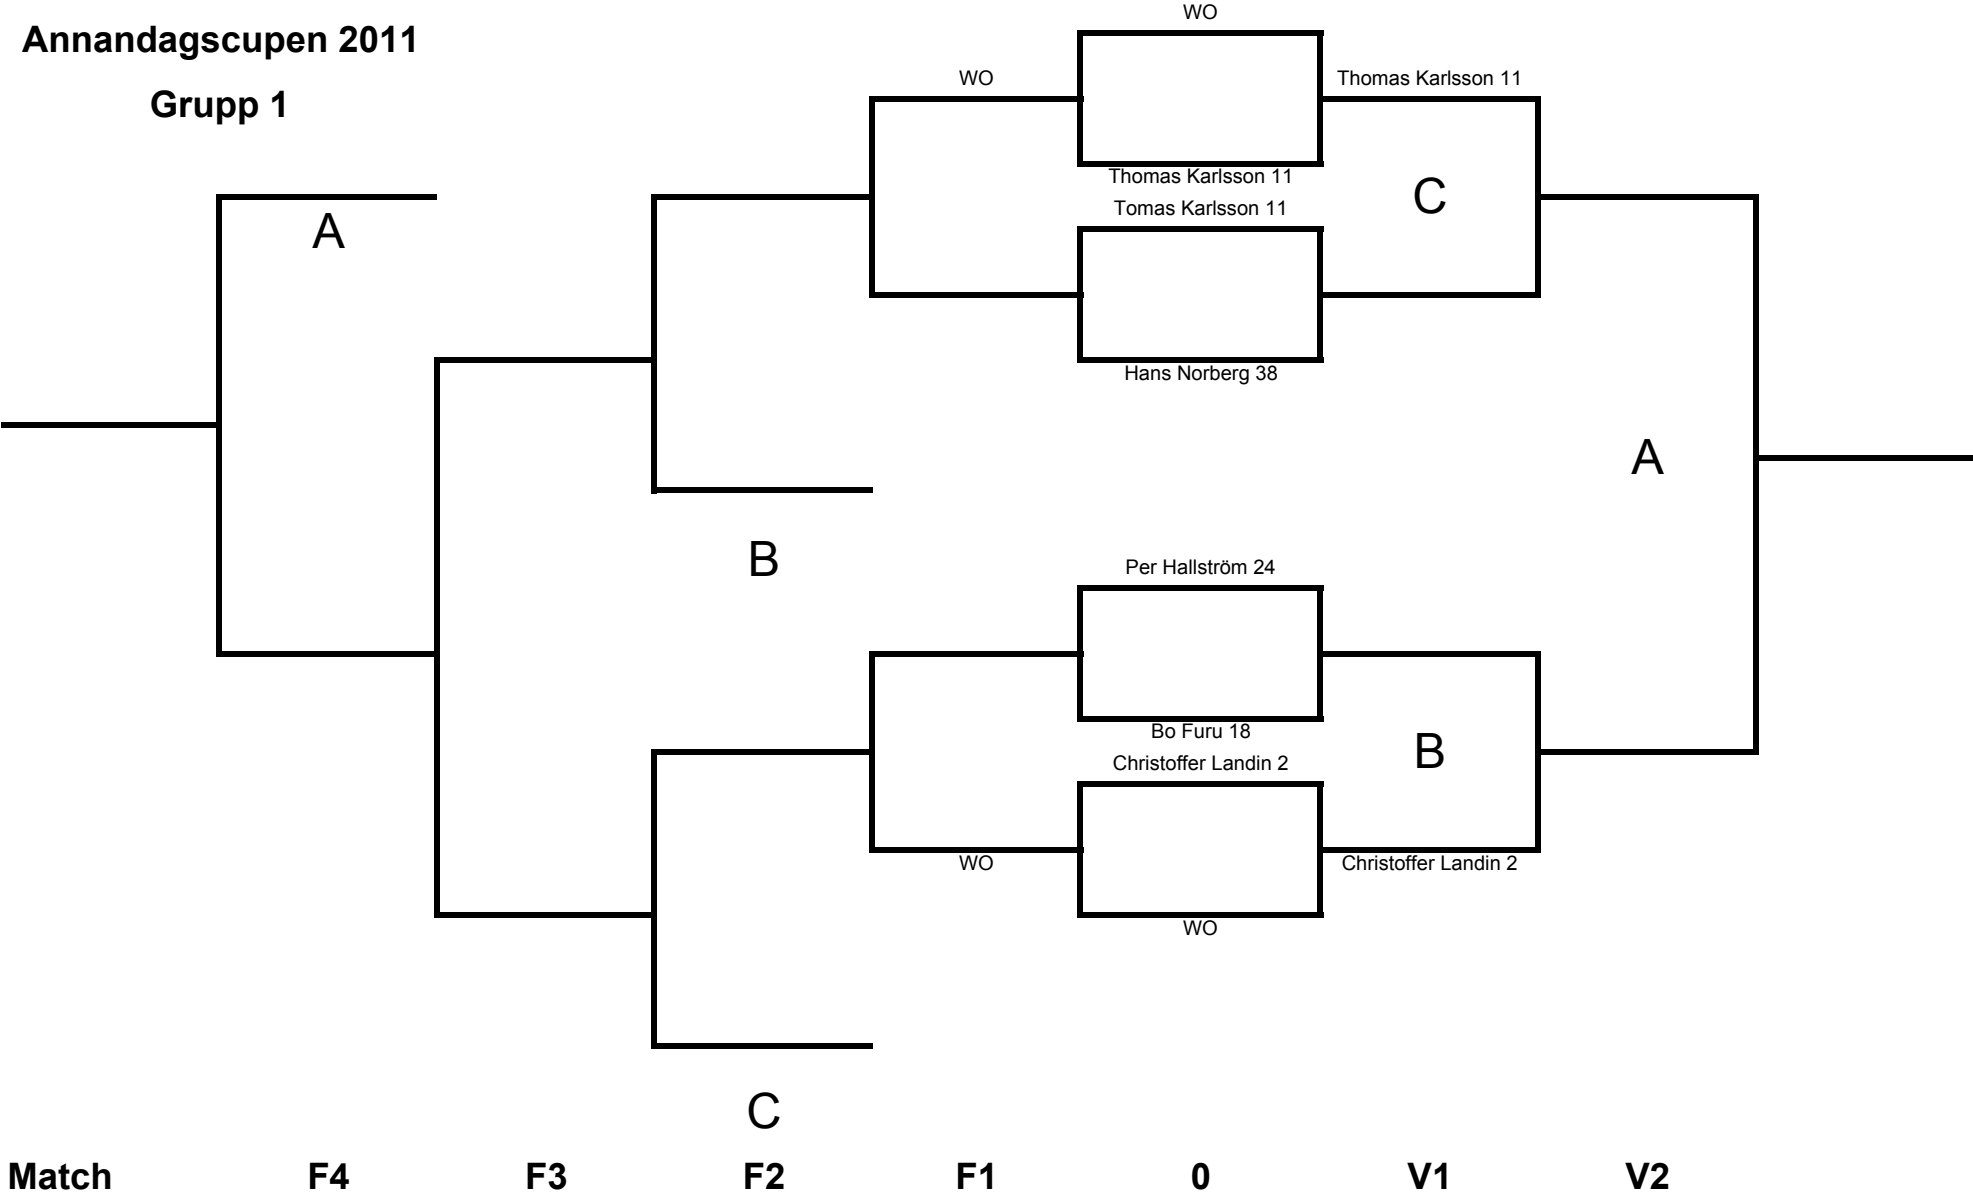 WO
Annandagscupen 2011
WO
Thomas Karlsson 11
Grupp 1
Thomas Karlsson 11
C
Tomas Karlsson 11
A
Hans Norberg 38
A
B
Per Hallström 24
Bo Furu 18
B
Christoffer Landin 2
WO
Christoffer Landin 2
WO
C
Match F4 F3 F2 F1 0 V1 V2